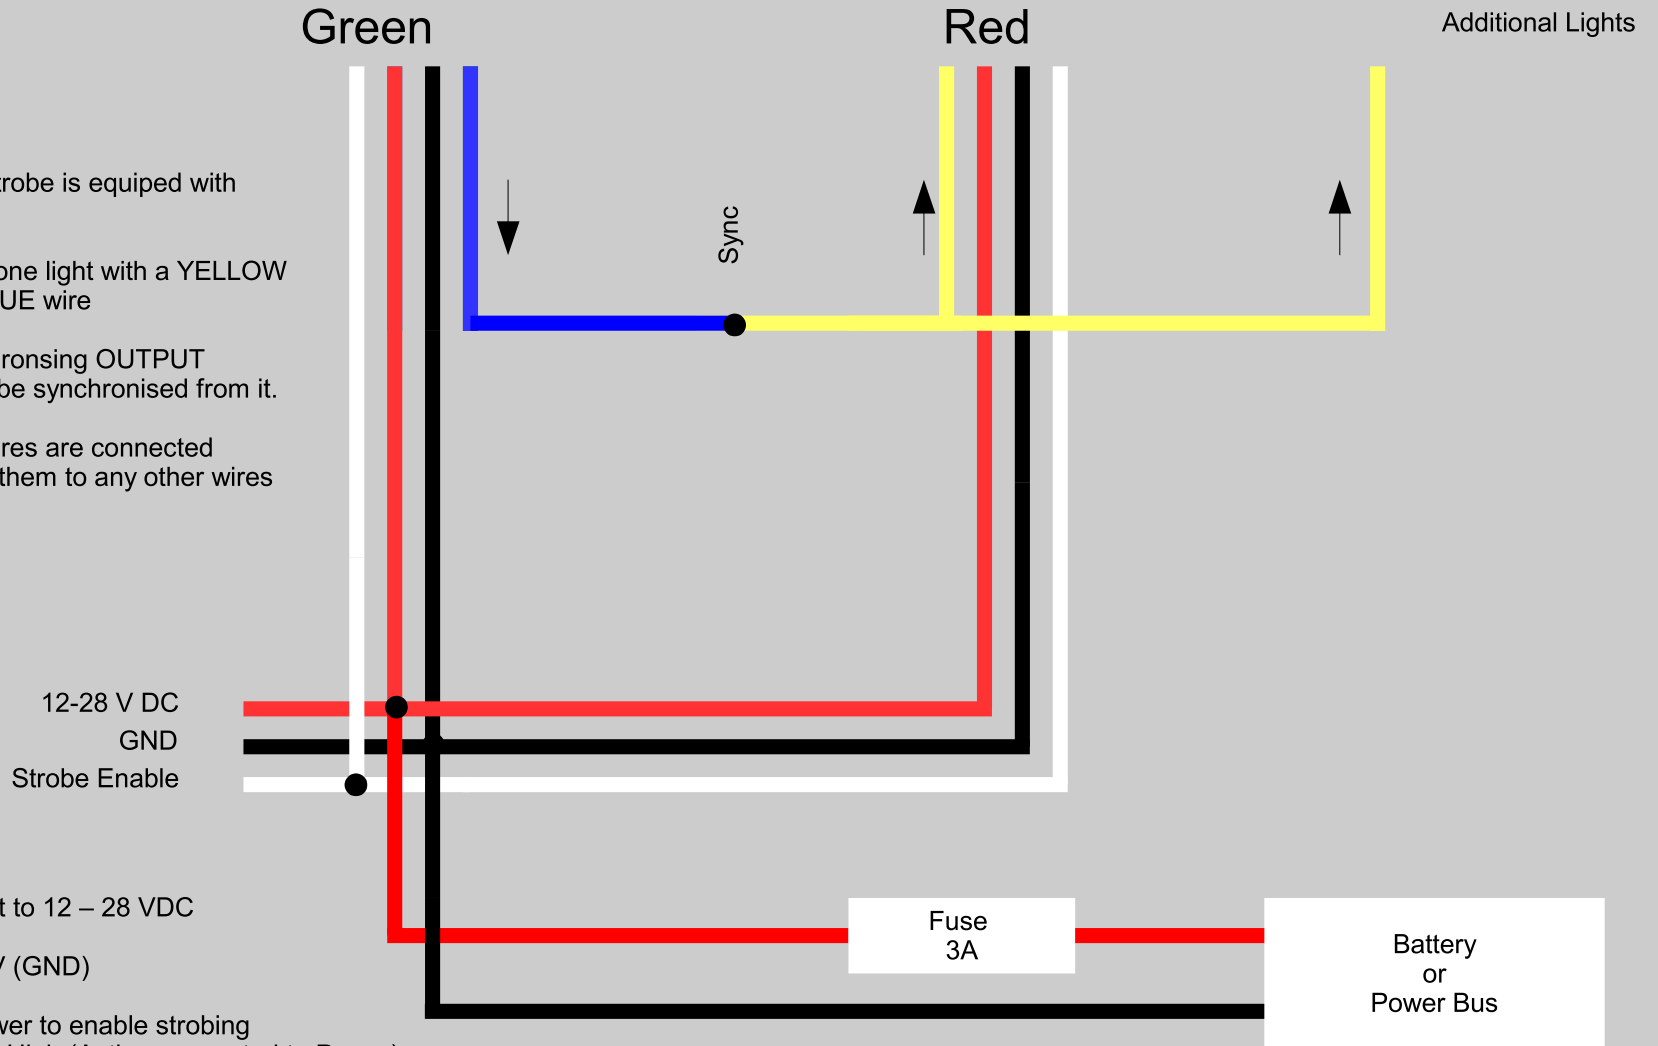 Green
Red
Additional Lights
trobe is equiped with
one light with a YELLOW
UE wire
Sync
ronsing OUTPUT
be synchronised from it.
res are connected
them to any other wires
12-28 V DC
GND
Strobe Enable
t to 12 – 28 VDC
V (GND)
wer to enable strobing
Fuse
3A
Battery
or
Power Bus